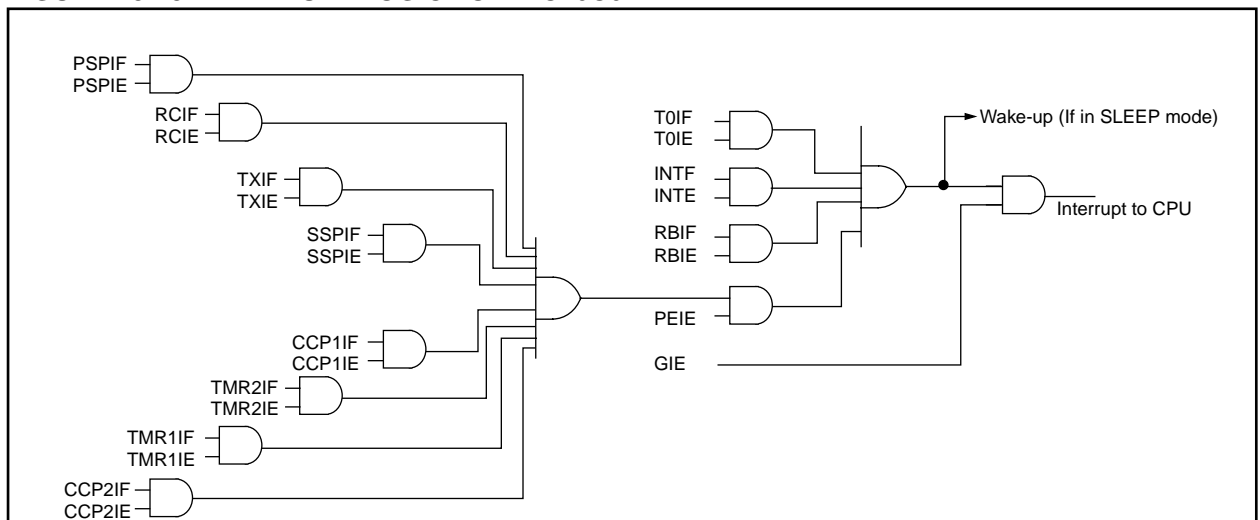 PSPIF
PSPIE
RCIF
RCIE
TXIF
TXIE
SSPIF
SSPIE
CCP1IF
CCP1IE
TMR2IF
TMR2IE
TMR1IF
TMR1IE
CCP2IF
CCP2IE
T0IF
T0IE
INTF
INTE
RBIF
RBIE
PEIE
GIE
Wake-up (If in SLEEP mode)
Interrupt to CPU